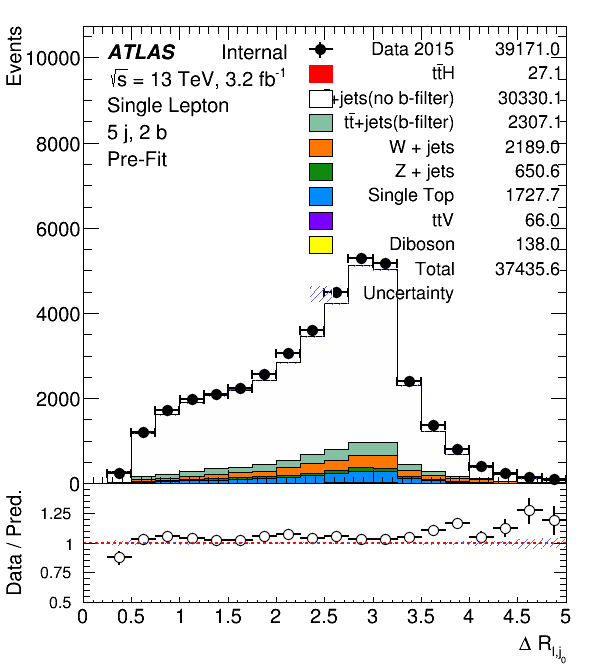 Events
ATLAS Internal
√s = 13 TeV, 3.2 fb⁻¹
Single Lepton
5 j, 2 b
Pre-Fit
Data 2015 39171.0
tt̄H 27.1
+jets(no b-filter) 30330.1
tt̄+jets(b-filter) 2307.1
W + jets 2189.0
Z + jets 650.6
Single Top 1727.7
ttV 66.0
Diboson 138.0
Total 37435.6
Uncertainty
10000
8000
6000
4000
2000
0
Data / Pred.
1.25
1
0.75
0.5
0 0.5 1 1.5 2 2.5 3 3.5 4 4.5 5
Δ R_{l,j_0}